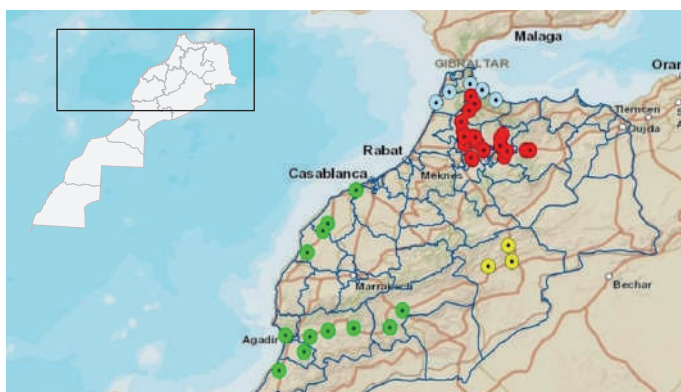 Malaga
GIBRALTAR
Oran
Tlemcen
Oujda
Rabat
Casablanca
Meknes
Marrakech
Bechar
Agadir